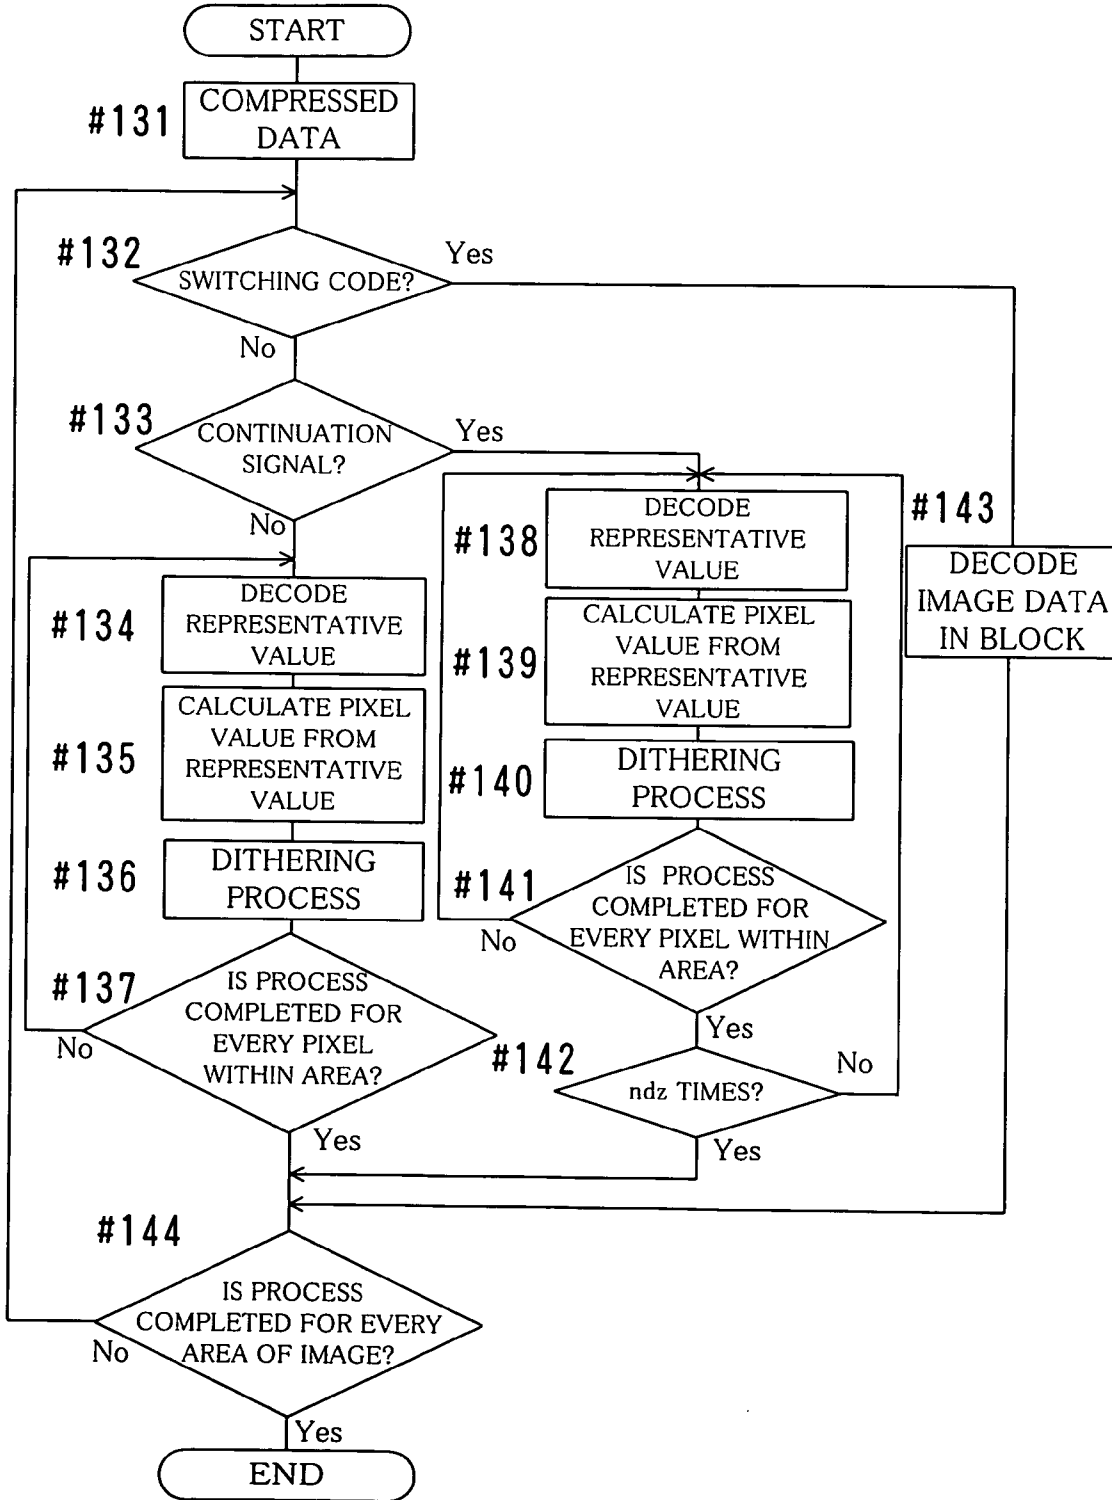 START
#131
COMPRESSED
DATA
#132
SWITCHING CODE?
Yes
No
#133
CONTINUATION
SIGNAL?
Yes
No
#134
DECODE
REPRESENTATIVE
VALUE
#135
CALCULATE PIXEL
VALUE FROM
REPRESENTATIVE
VALUE
#136
DITHERING
PROCESS
#137
IS PROCESS
COMPLETED FOR
EVERY PIXEL
WITHIN AREA?
No
Yes
#138
DECODE
REPRESENTATIVE
VALUE
#139
CALCULATE PIXEL
VALUE FROM
REPRESENTATIVE
VALUE
#140
DITHERING
PROCESS
#141
IS PROCESS
COMPLETED FOR
EVERY PIXEL WITHIN
AREA?
No
Yes
#142
ndz TIMES?
No
Yes
#143
DECODE
IMAGE DATA
IN BLOCK
#144
IS PROCESS
COMPLETED FOR EVERY
AREA OF IMAGE?
No
Yes
END